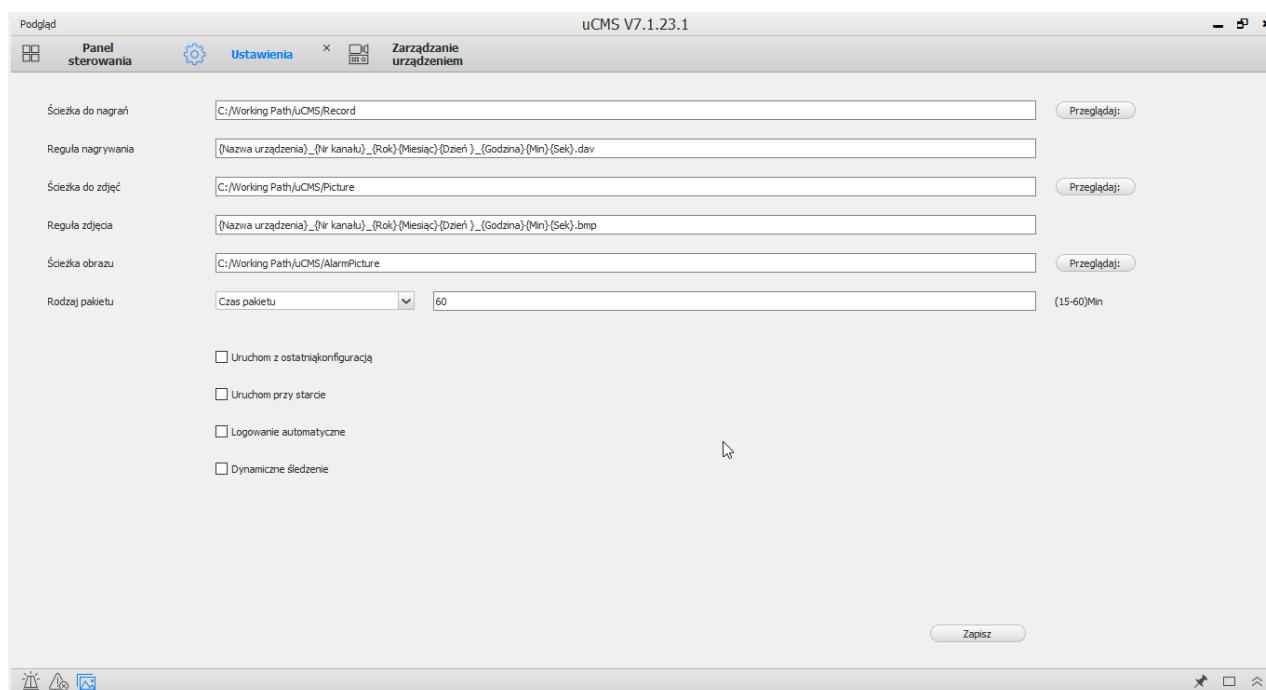 Podgląd
uCMS V7.1.23.1
Panel
sterowania
Ustawienia
Zarządzanie
urządzeniem
Ścieżka do nagrań
C:/Working Path/uCMS/Record
Przeglądaj:
Reguła nagrywania
{Nazwa urządzenia}_{Nr kanału}_{Rok}{Miesiąc}{Dzień }_{Godzina}{Min}{Sek}.dav
Ścieżka do zdjęć
C:/Working Path/uCMS/Picture
Przeglądaj:
Reguła zdjęcia
{Nazwa urządzenia}_{Nr kanału}_{Rok}{Miesiąc}{Dzień }_{Godzina}{Min}{Sek}.bmp
Ścieżka obrazu
C:/Working Path/uCMS/AlarmPicture
Przeglądaj:
Rodzaj pakietu
Czas pakietu
60
(15-60)Min
Uruchom z ostatniąkonfiguracją
Uruchom przy starcie
Logowanie automatyczne
Dynamiczne śledzenie
Zapisz